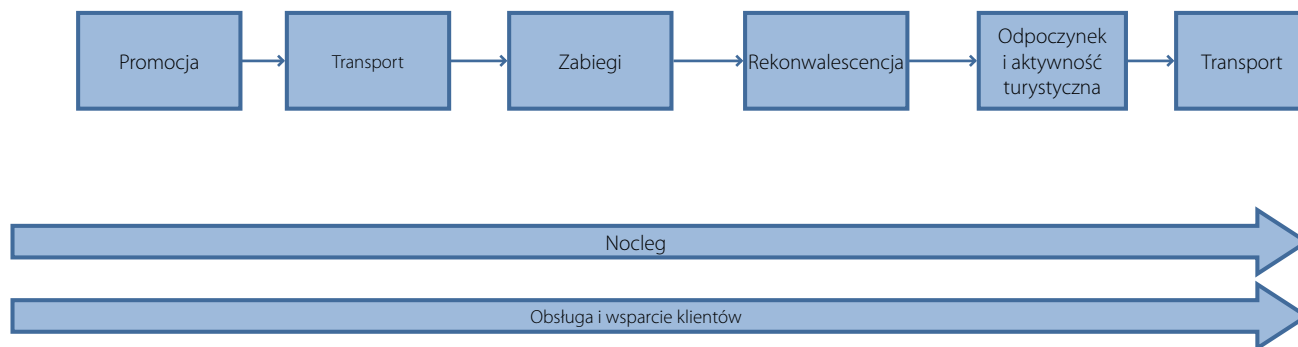 Promocja
Transport
Zabiegi
Rekonwalescencja
Odpoczynek
i aktywność
turystyczna
Transport
Nocleg
Obsługa i wsparcie klientów